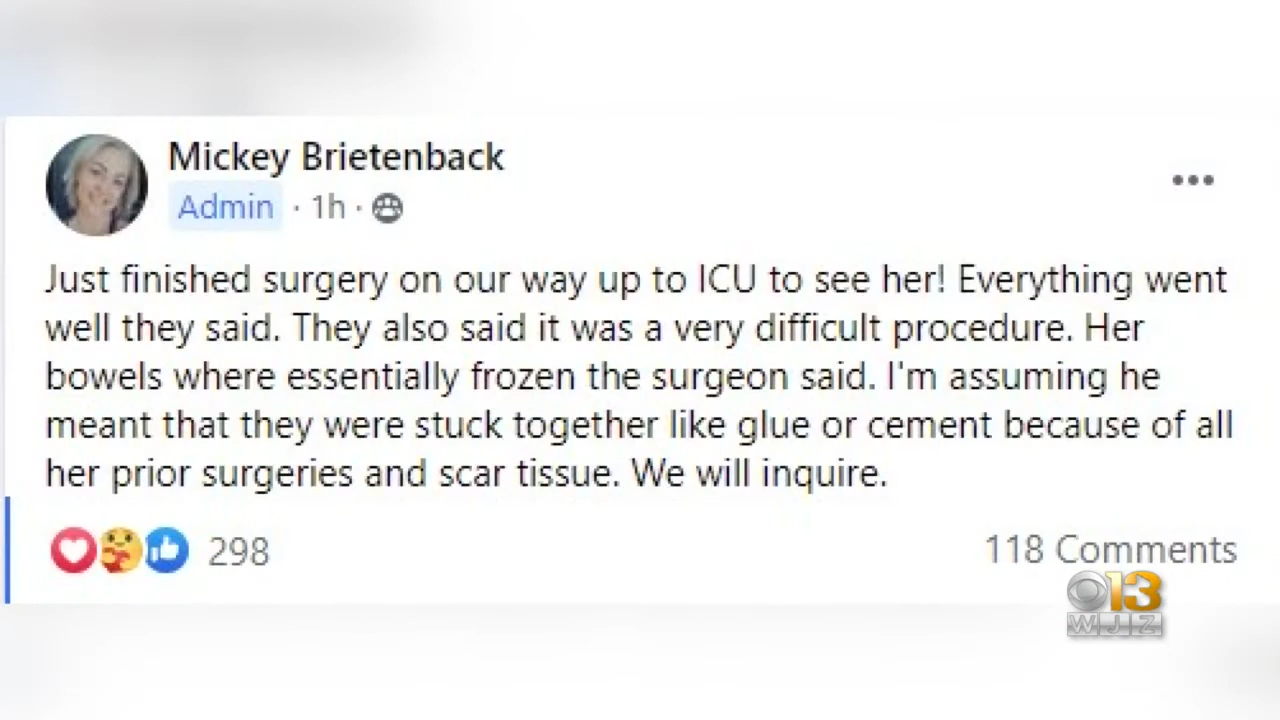 Mickey Brietenback
Admin · 1h ·
Just finished surgery on our way up to ICU to see her! Everything went
well they said. They also said it was a very difficult procedure. Her
bowels where essentially frozen the surgeon said. I'm assuming he
meant that they were stuck together like glue or cement because of all
her prior surgeries and scar tissue. We will inquire.
298
118 Comments
13
WJZ